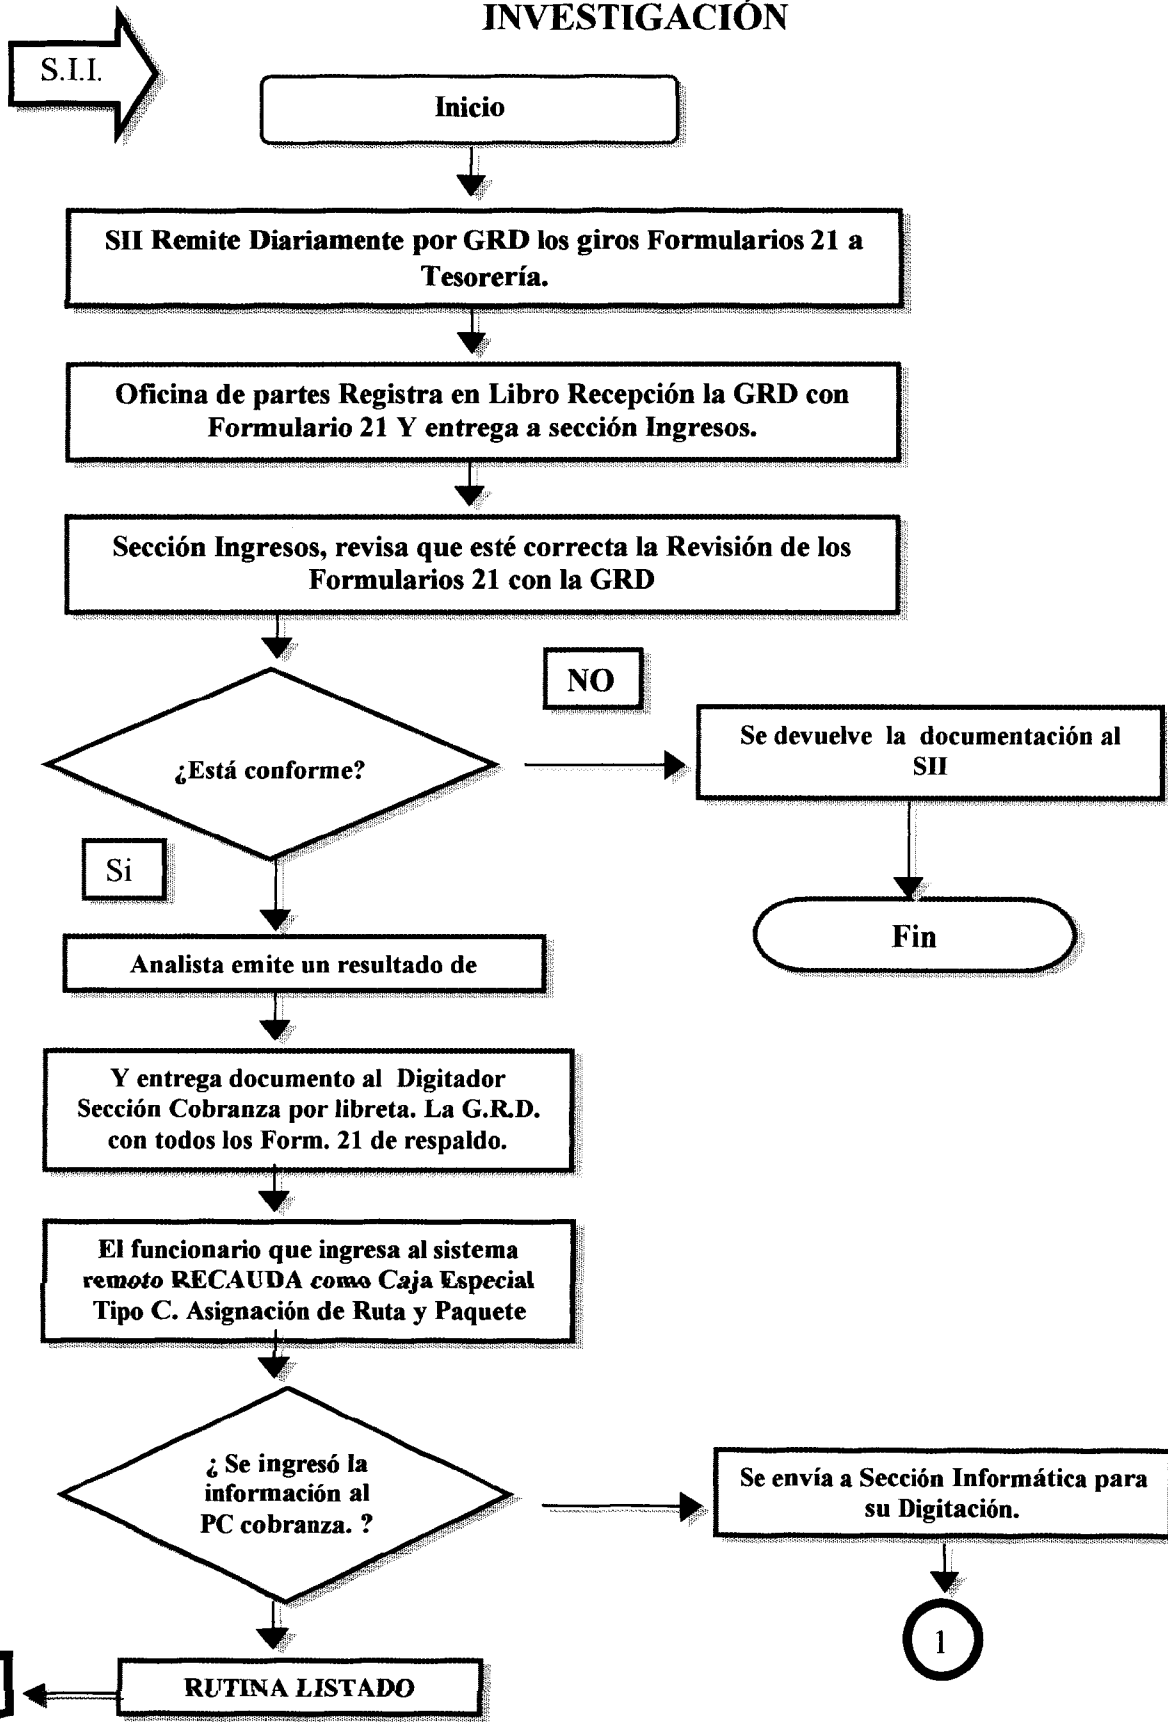 INVESTIGACIÓN
S.I.I.
Inicio
SII Remite Diariamente por GRD los giros Formularios 21 a
Tesorería.
Oficina de partes Registra en Libro Recepción la GRD con
Formulario 21 Y entrega a sección Ingresos.
Sección Ingresos, revisa que esté correcta la Revisión de los
Formularios 21 con la GRD
NO
¿Está conforme?
Se devuelve la documentación al
SII
Si
Fin
Analista emite un resultado de
Y entrega documento al Digitador
Sección Cobranza por libreta. La G.R.D.
con todos los Form. 21 de respaldo.
El funcionario que ingresa al sistema
remoto RECAUDA como Caja Especial
Tipo C. Asignación de Ruta y Paquete
¿ Se ingresó la
información al
PC cobranza. ?
Se envía a Sección Informática para
su Digitación.
1
RUTINA LISTADO